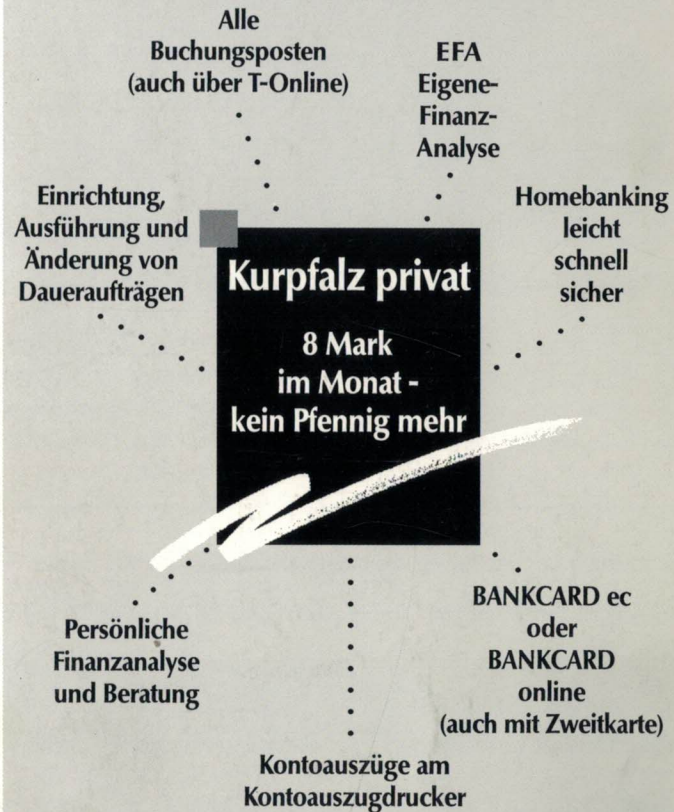 Alle
Buchungsposten
(auch über T-Online)
EFA
Eigene-
Finanz-
Analyse
Einrichtung,
Ausführung und
Änderung von
Daueraufträgen
Homebanking
leicht
schnell
sicher
Kurpfalz privat
8 Mark
im Monat -
kein Pfennig mehr
Persönliche
Finanzanalyse
und Beratung
BANKCARD ec
oder
BANKCARD
online
(auch mit Zweitkarte)
Kontoauszüge am
Kontoauszugdrucker